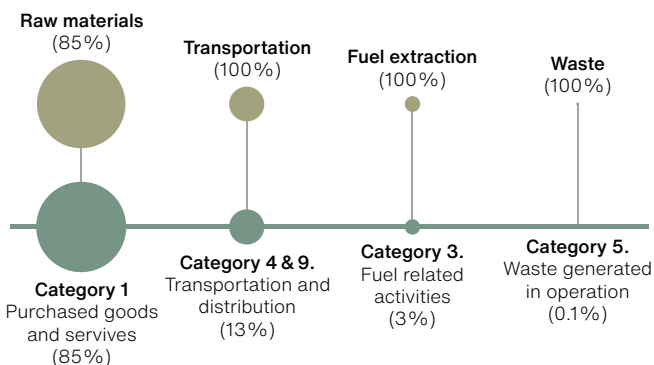 Raw materials
(85%)
Transportation
(100%)
Fuel extraction
(100%)
Waste
(100%)
Category 1
Purchased goods
and servives
(85%)
Category 4 & 9.
Transportation and
distribution
(13%)
Category 3.
Fuel related
activities
(3%)
Category 5.
Waste generated
in operation
(0.1%)